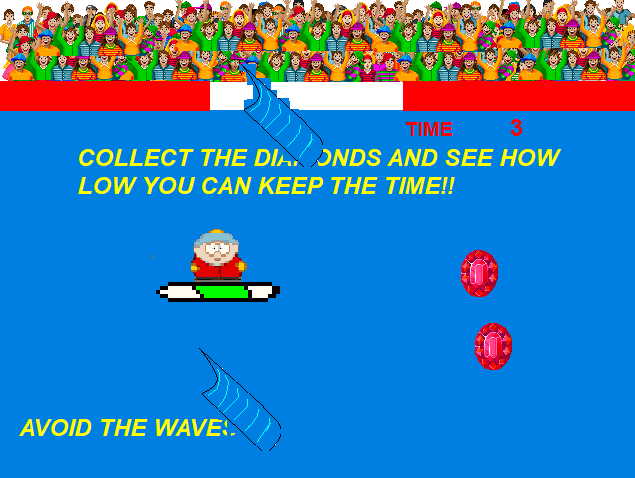 TIME 3
COLLECT THE DIAMONDS AND SEE HOW
LOW YOU CAN KEEP THE TIME!!
AVOID THE WAVES